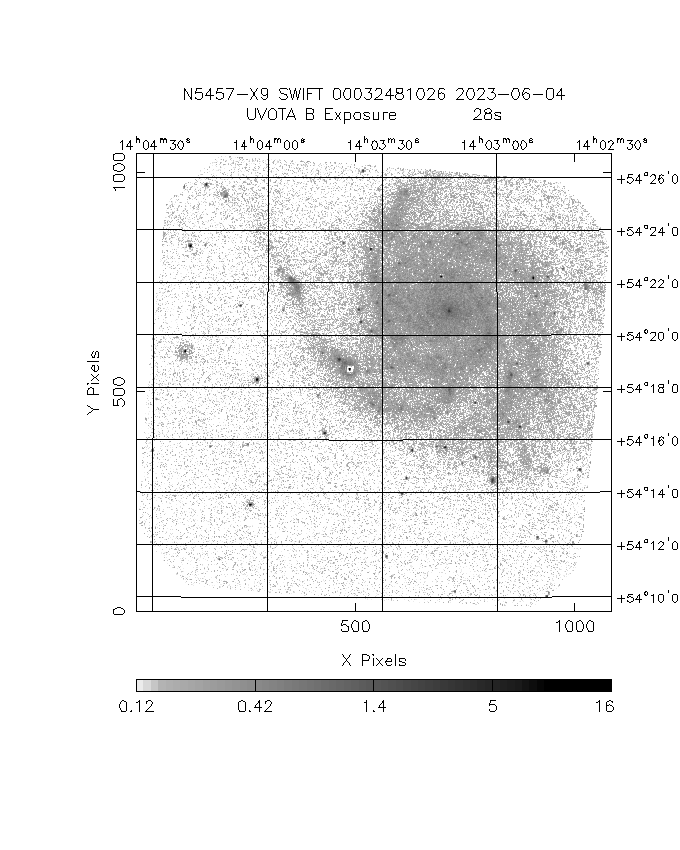 N5457-X9 SWIFT 00032481026 2023-06-04
UVOTA B Exposure 28s
14ʰ04ᵐ30ˢ 14ʰ04ᵐ00ˢ 14ʰ03ᵐ30ˢ 14ʰ03ᵐ00ˢ 14ʰ02ᵐ30ˢ
1000
+54°26'0
+54°24'0
+54°22'0
+54°20'0
Y Pixels
500
+54°18'0
+54°16'0
+54°14'0
+54°12'0
+54°10'0
0
500 1000
X Pixels
0.12 0.42 1.4 5 16